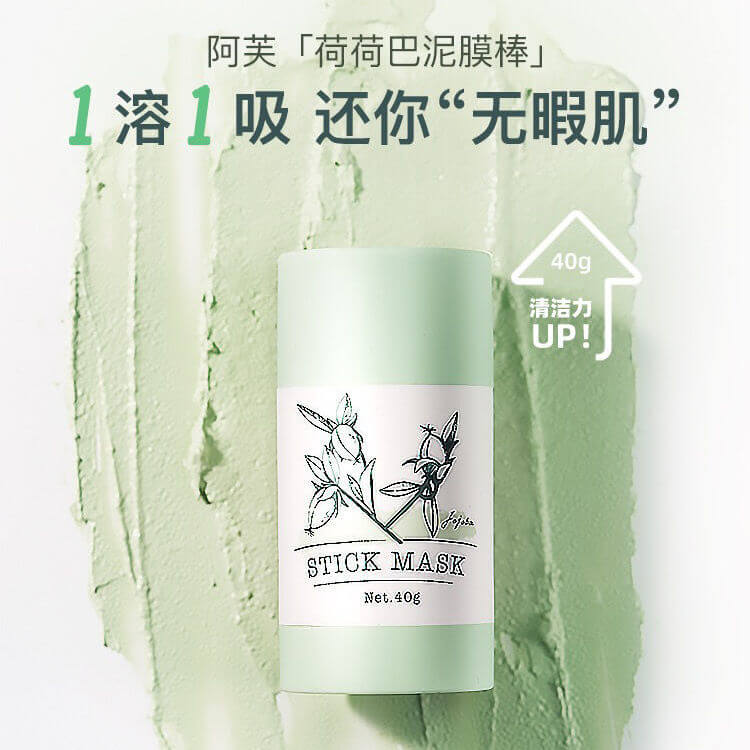 阿芙「荷荷巴泥膜棒」
1溶1吸 还你“无暇肌”
40g
清洁力
UP!
Jojoba
STICK MASK
Net.40g